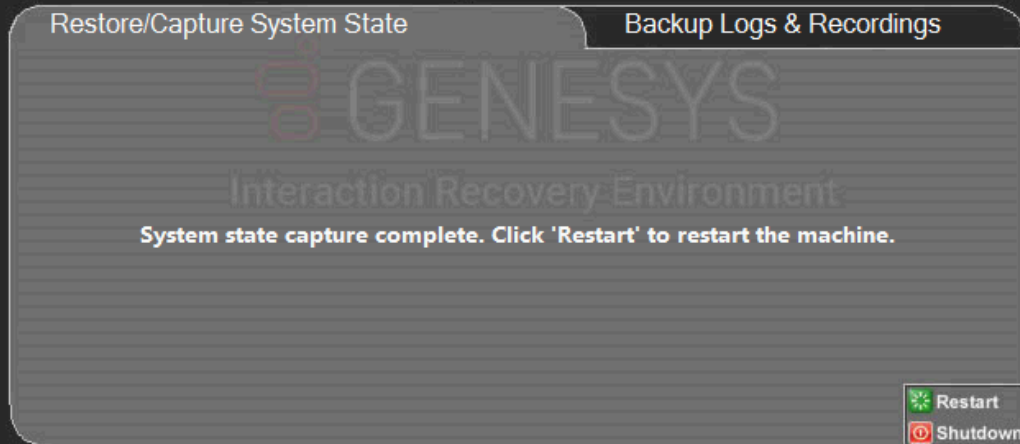 Restore/Capture System State
Backup Logs & Recordings
GENESYS
Interaction Recovery Environment
System state capture complete. Click 'Restart' to restart the machine.
Restart
Shutdown